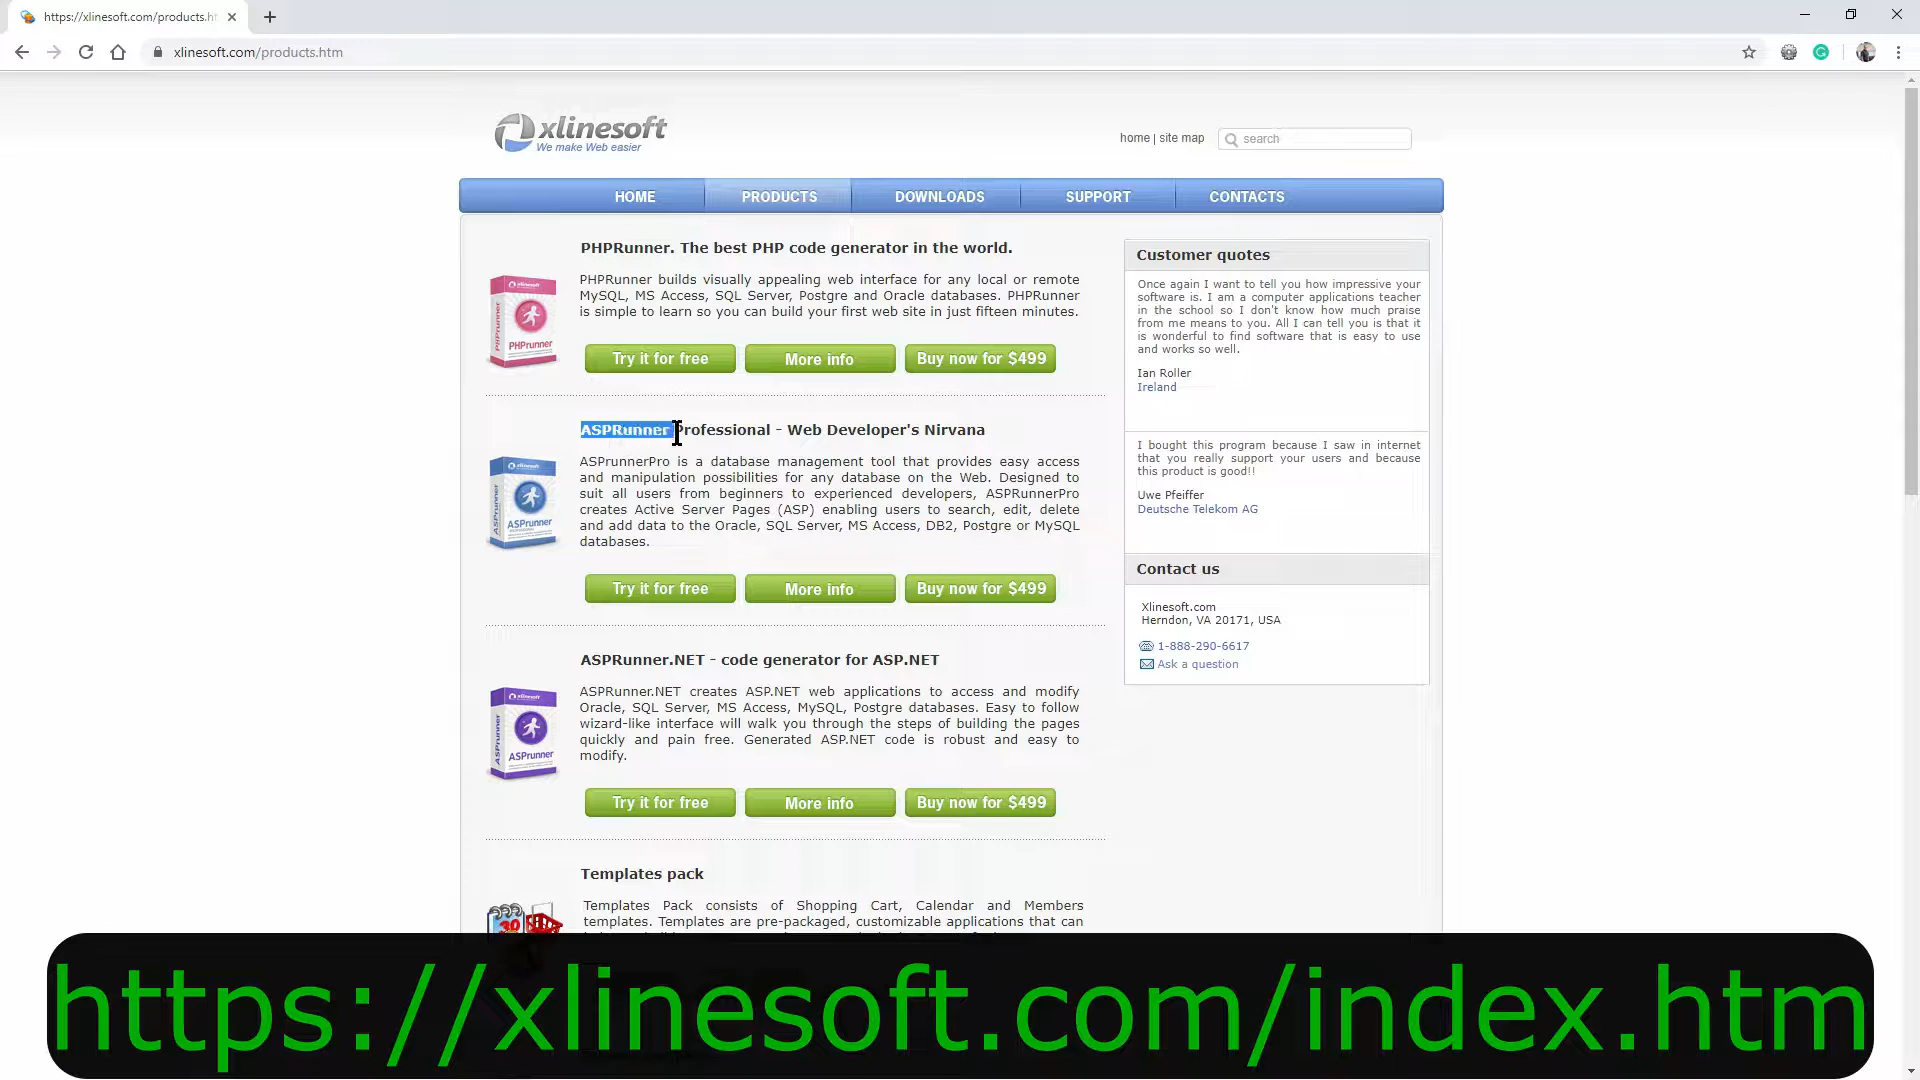 https://xlinesoft.com/products.ht
xlinesoft.com/products.htm
xlinesoft
We make Web easier
home | site map
search
HOME
PRODUCTS
DOWNLOADS
SUPPORT
CONTACTS
PHPRunner. The best PHP code generator in the world.
PHPRunner builds visually appealing web interface for any local or remote
MySQL, MS Access, SQL Server, Postgre and Oracle databases. PHPRunner
is simple to learn so you can build your first web site in just fifteen minutes.
xlinesoft
PHPrunner
PHPrunner
Try it for free
More info
Buy now for $499
ASPRunner Professional - Web Developer's Nirvana
ASPrunnerPro is a database management tool that provides easy access
and manipulation possibilities for any database on the Web. Designed to
suit all users from beginners to experienced developers, ASPRunnerPro
creates Active Server Pages (ASP) enabling users to search, edit, delete
and add data to the Oracle, SQL Server, MS Access, DB2, Postgre or MySQL
databases.
xlinesoft
ASPrunner
ASPrunner
Try it for free
More info
Buy now for $499
ASPRunner.NET - code generator for ASP.NET
ASPRunner.NET creates ASP.NET web applications to access and modify
Oracle, SQL Server, MS Access, MySQL, Postgre databases. Easy to follow
wizard-like interface will walk you through the steps of building the pages
quickly and pain free. Generated ASP.NET code is robust and easy to
modify.
xlinesoft
ASPrunner
ASPrunner
Try it for free
More info
Buy now for $499
Templates pack
Templates Pack consists of Shopping Cart, Calendar and Members
templates. Templates are pre-packaged, customizable applications that can
30
Customer quotes
Once again I want to tell you how impressive your
software is. I am a computer applications teacher
in the school so I don't know how much praise
from me means to you. All I can tell you is that it
is wonderful to find software that is easy to use
and works so well.
Ian Roller
Ireland
I bought this program because I saw in internet
that you really support your users and because
this product is good!!
Uwe Pfeiffer
Deutsche Telekom AG
Contact us
Xlinesoft.com
Herndon, VA 20171, USA
1-888-290-6617
Ask a question
https://xlinesoft.com/index.htm